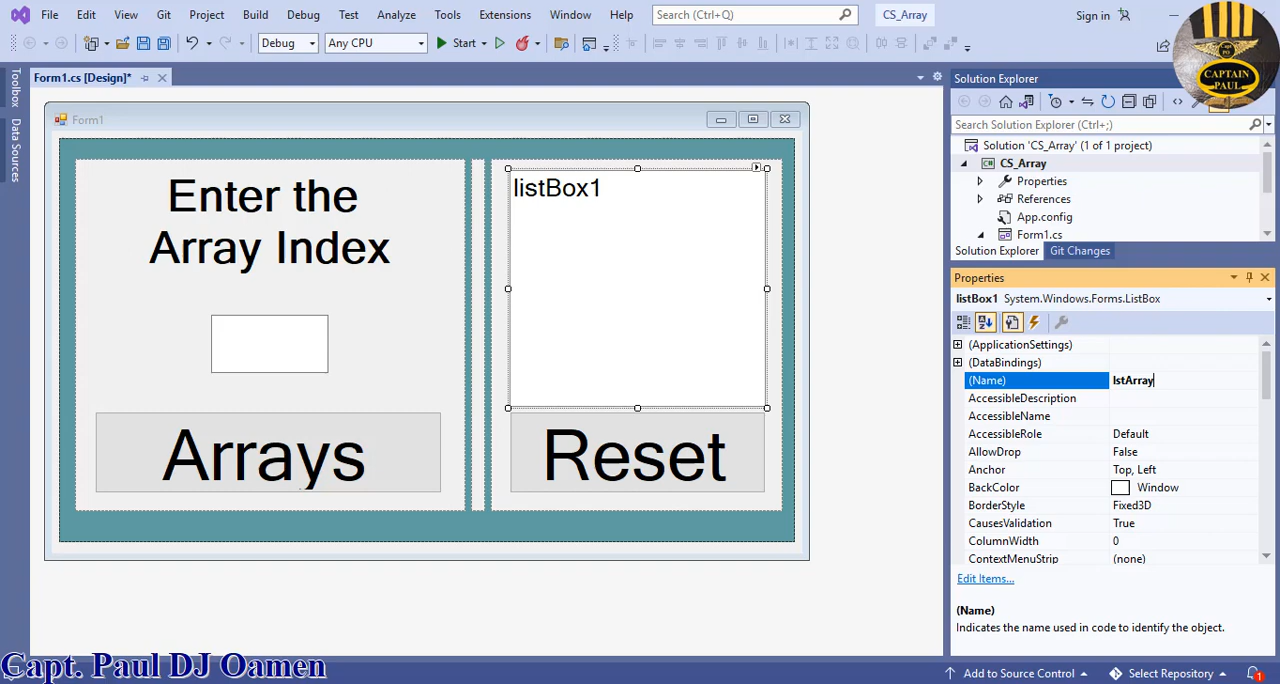 File Edit View Git Project Build Debug Test Analyze Tools Extensions Window Help Search (Ctrl+Q) CS_Array Sign in
Debug Any CPU Start
CAPTAIN
PAUL
Form1.cs [Design]*
Toolbox
Data Sources
Form1
Enter the
Array Index
Arrays
listBox1
Reset
Solution Explorer
Search Solution Explorer (Ctrl+;)
Solution 'CS_Array' (1 of 1 project)
CS_Array
Properties
References
App.config
Form1.cs
Solution Explorer Git Changes
Properties
listBox1 System.Windows.Forms.ListBox
(ApplicationSettings)
(DataBindings)
(Name) lstArray
AccessibleDescription
AccessibleName
AccessibleRole Default
AllowDrop False
Anchor Top, Left
BackColor Window
BorderStyle Fixed3D
CausesValidation True
ColumnWidth 0
ContextMenuStrip (none)
Edit Items...
(Name)
Indicates the name used in code to identify the object.
Capt. Paul DJ Oamen
Add to Source Control Select Repository 1